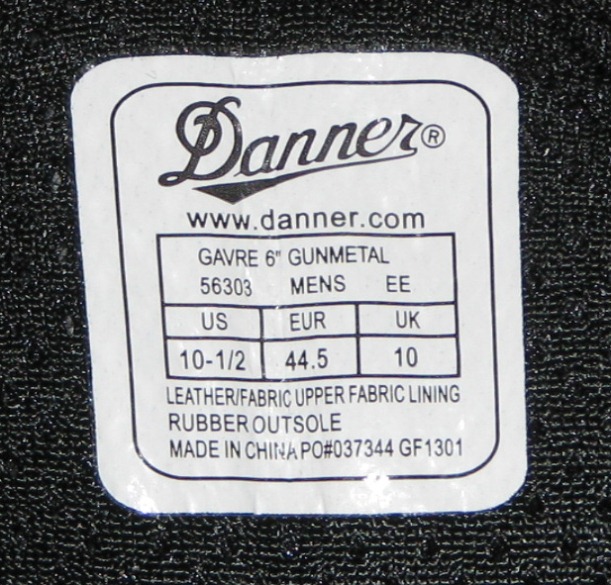 Danner®
www.danner.com
GAVRE 6" GUNMETAL
56303 MENS EE
US EUR UK
10-1/2 44.5 10
LEATHER/FABRIC UPPER FABRIC LINING
RUBBER OUTSOLE
MADE IN CHINA PO#037344 GF1301